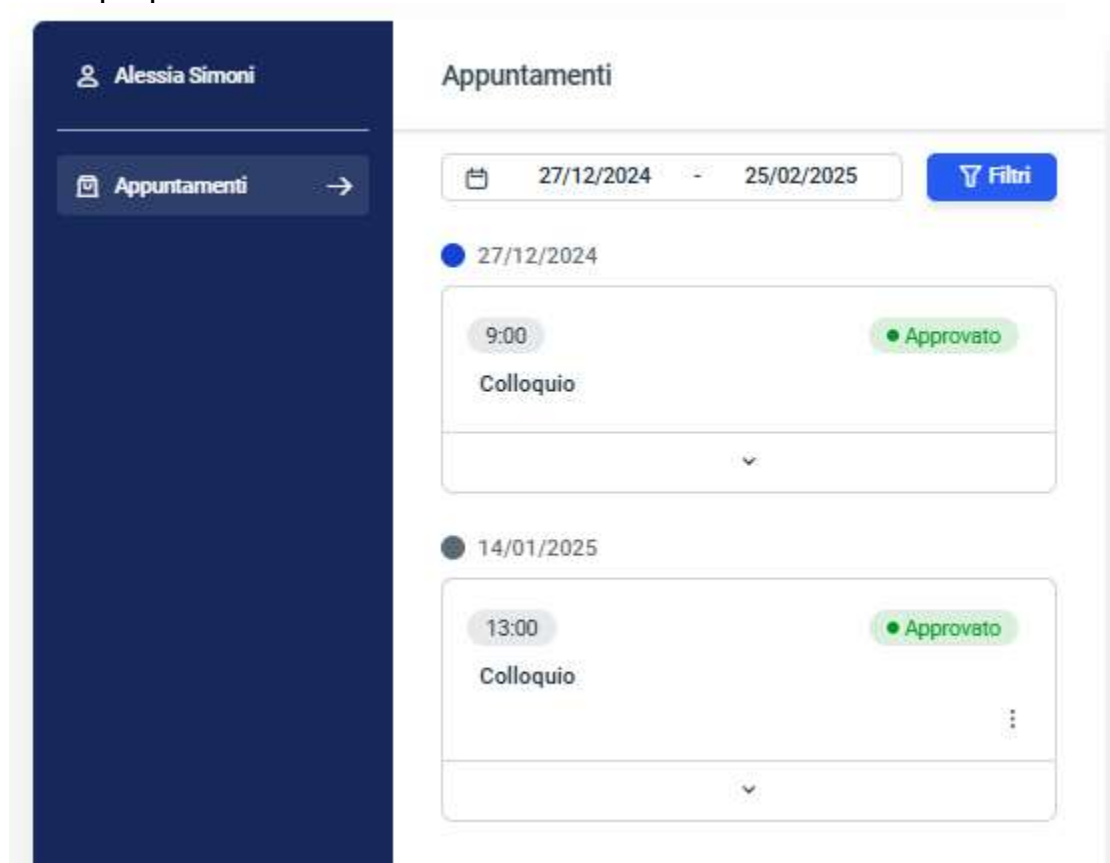 Alessia Simoni
Appuntamenti
Appuntamenti
27/12/2024 - 25/02/2025
Filtri
27/12/2024
9:00
Approvato
Colloquio
14/01/2025
13:00
Approvato
Colloquio